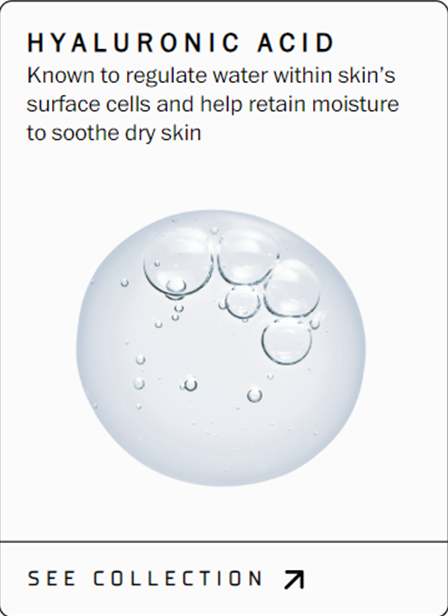 HYALURONIC ACID
Known to regulate water within skin's
surface cells and help retain moisture
to soothe dry skin
SEE COLLECTION